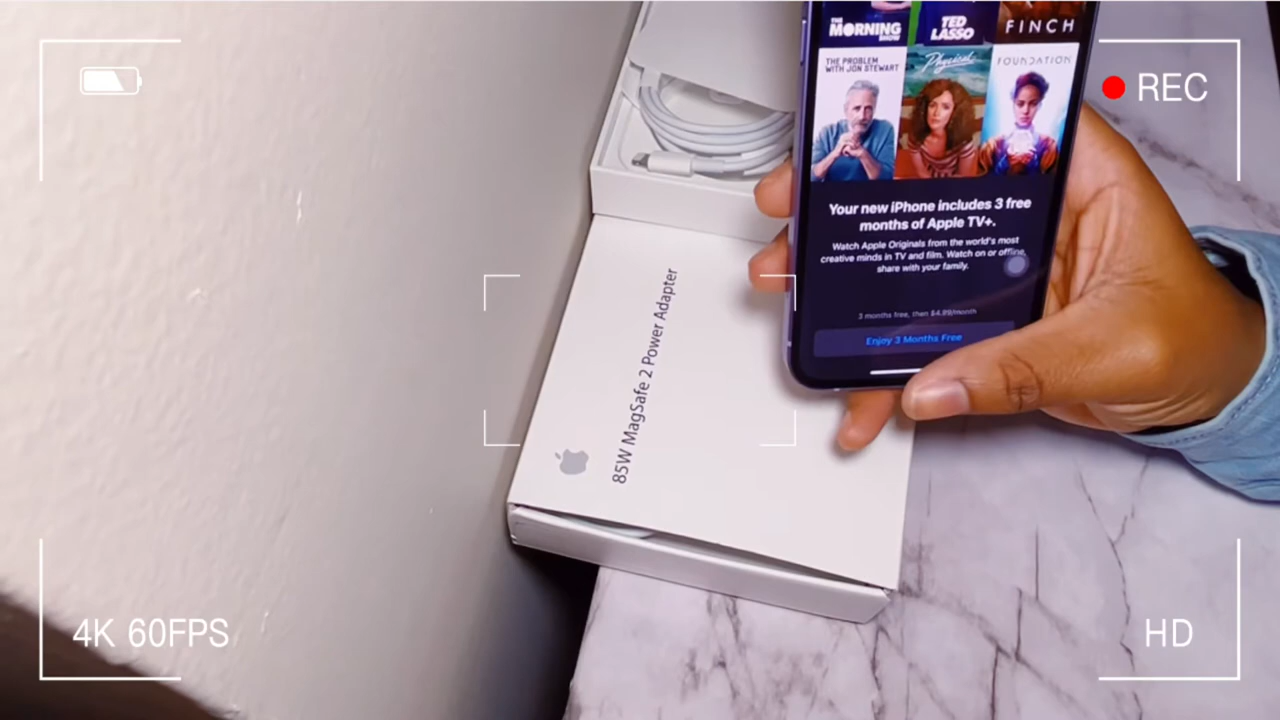 THE
MORNING
SHOW
TED
LASSO
FINCH
THE PROBLEM
WITH JON STEWART
Physical
FOUNDATION
REC
Your new iPhone includes 3 free
months of Apple TV+.
Watch Apple Originals from the world's most
creative minds in TV and film. Watch on or offline,
share with your family.
3 months free, then $4.99/month
Enjoy 3 Months Free
85W MagSafe 2 Power Adapter
4K 60FPS
HD